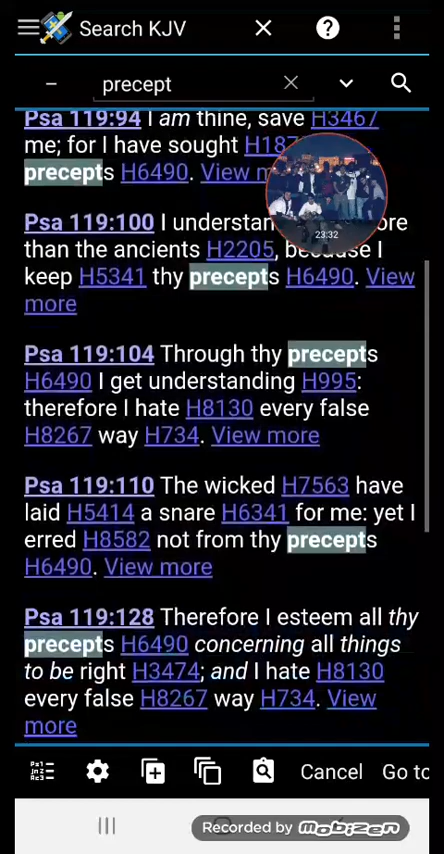 Search KJV
precept
Psa 119:94 I am thine, save H3467
me; for I have sought
precepts H6490. View
23:32
Psa 119:100 I
than the ancients H2205, because I
keep H5341 thy precepts H6490. View
more
Psa 119:104 Through thy precepts
H6490 I get understanding H995:
therefore I hate H8130 every false
H8267 way H734. View more
Psa 119:110 The wicked H7563 have
laid H5414 a snare H6341 for me: yet I
erred H8582 not from thy precepts
H6490. View more
Psa 119:128 Therefore I esteem all thy
precepts H6490 concerning all things
to be right H3474; and I hate H8130
every false H8267 way H734. View
more
Cancel Go to
Recorded by mobizen